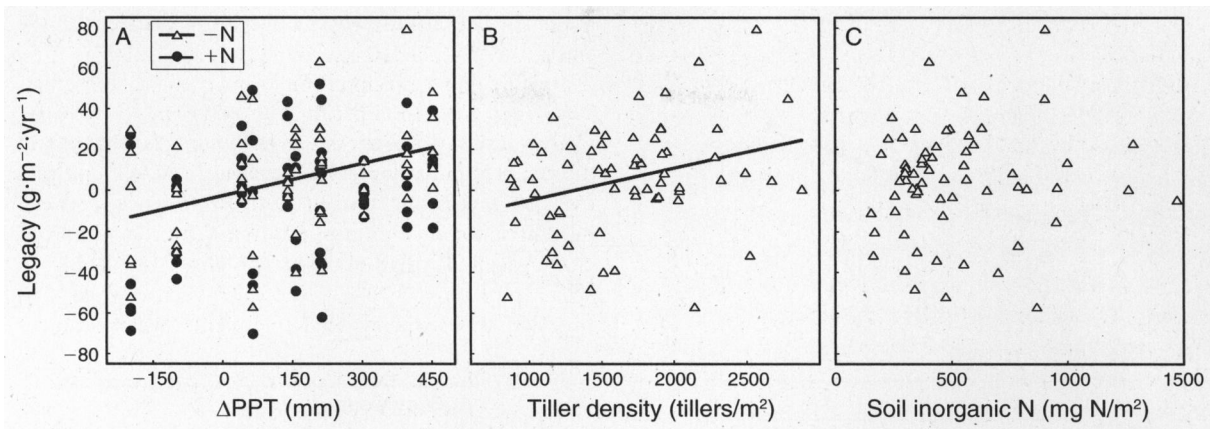 A
−N
+N
B
C
80
60
40
20
0
−20
−40
−60
−80
Legacy (g·m−2·yr−1)
−150 0 150 300 450
1000 1500 2000 2500
0 500 1000 1500
ΔPPT (mm)
Tiller density (tillers/m2)
Soil inorganic N (mg N/m2)